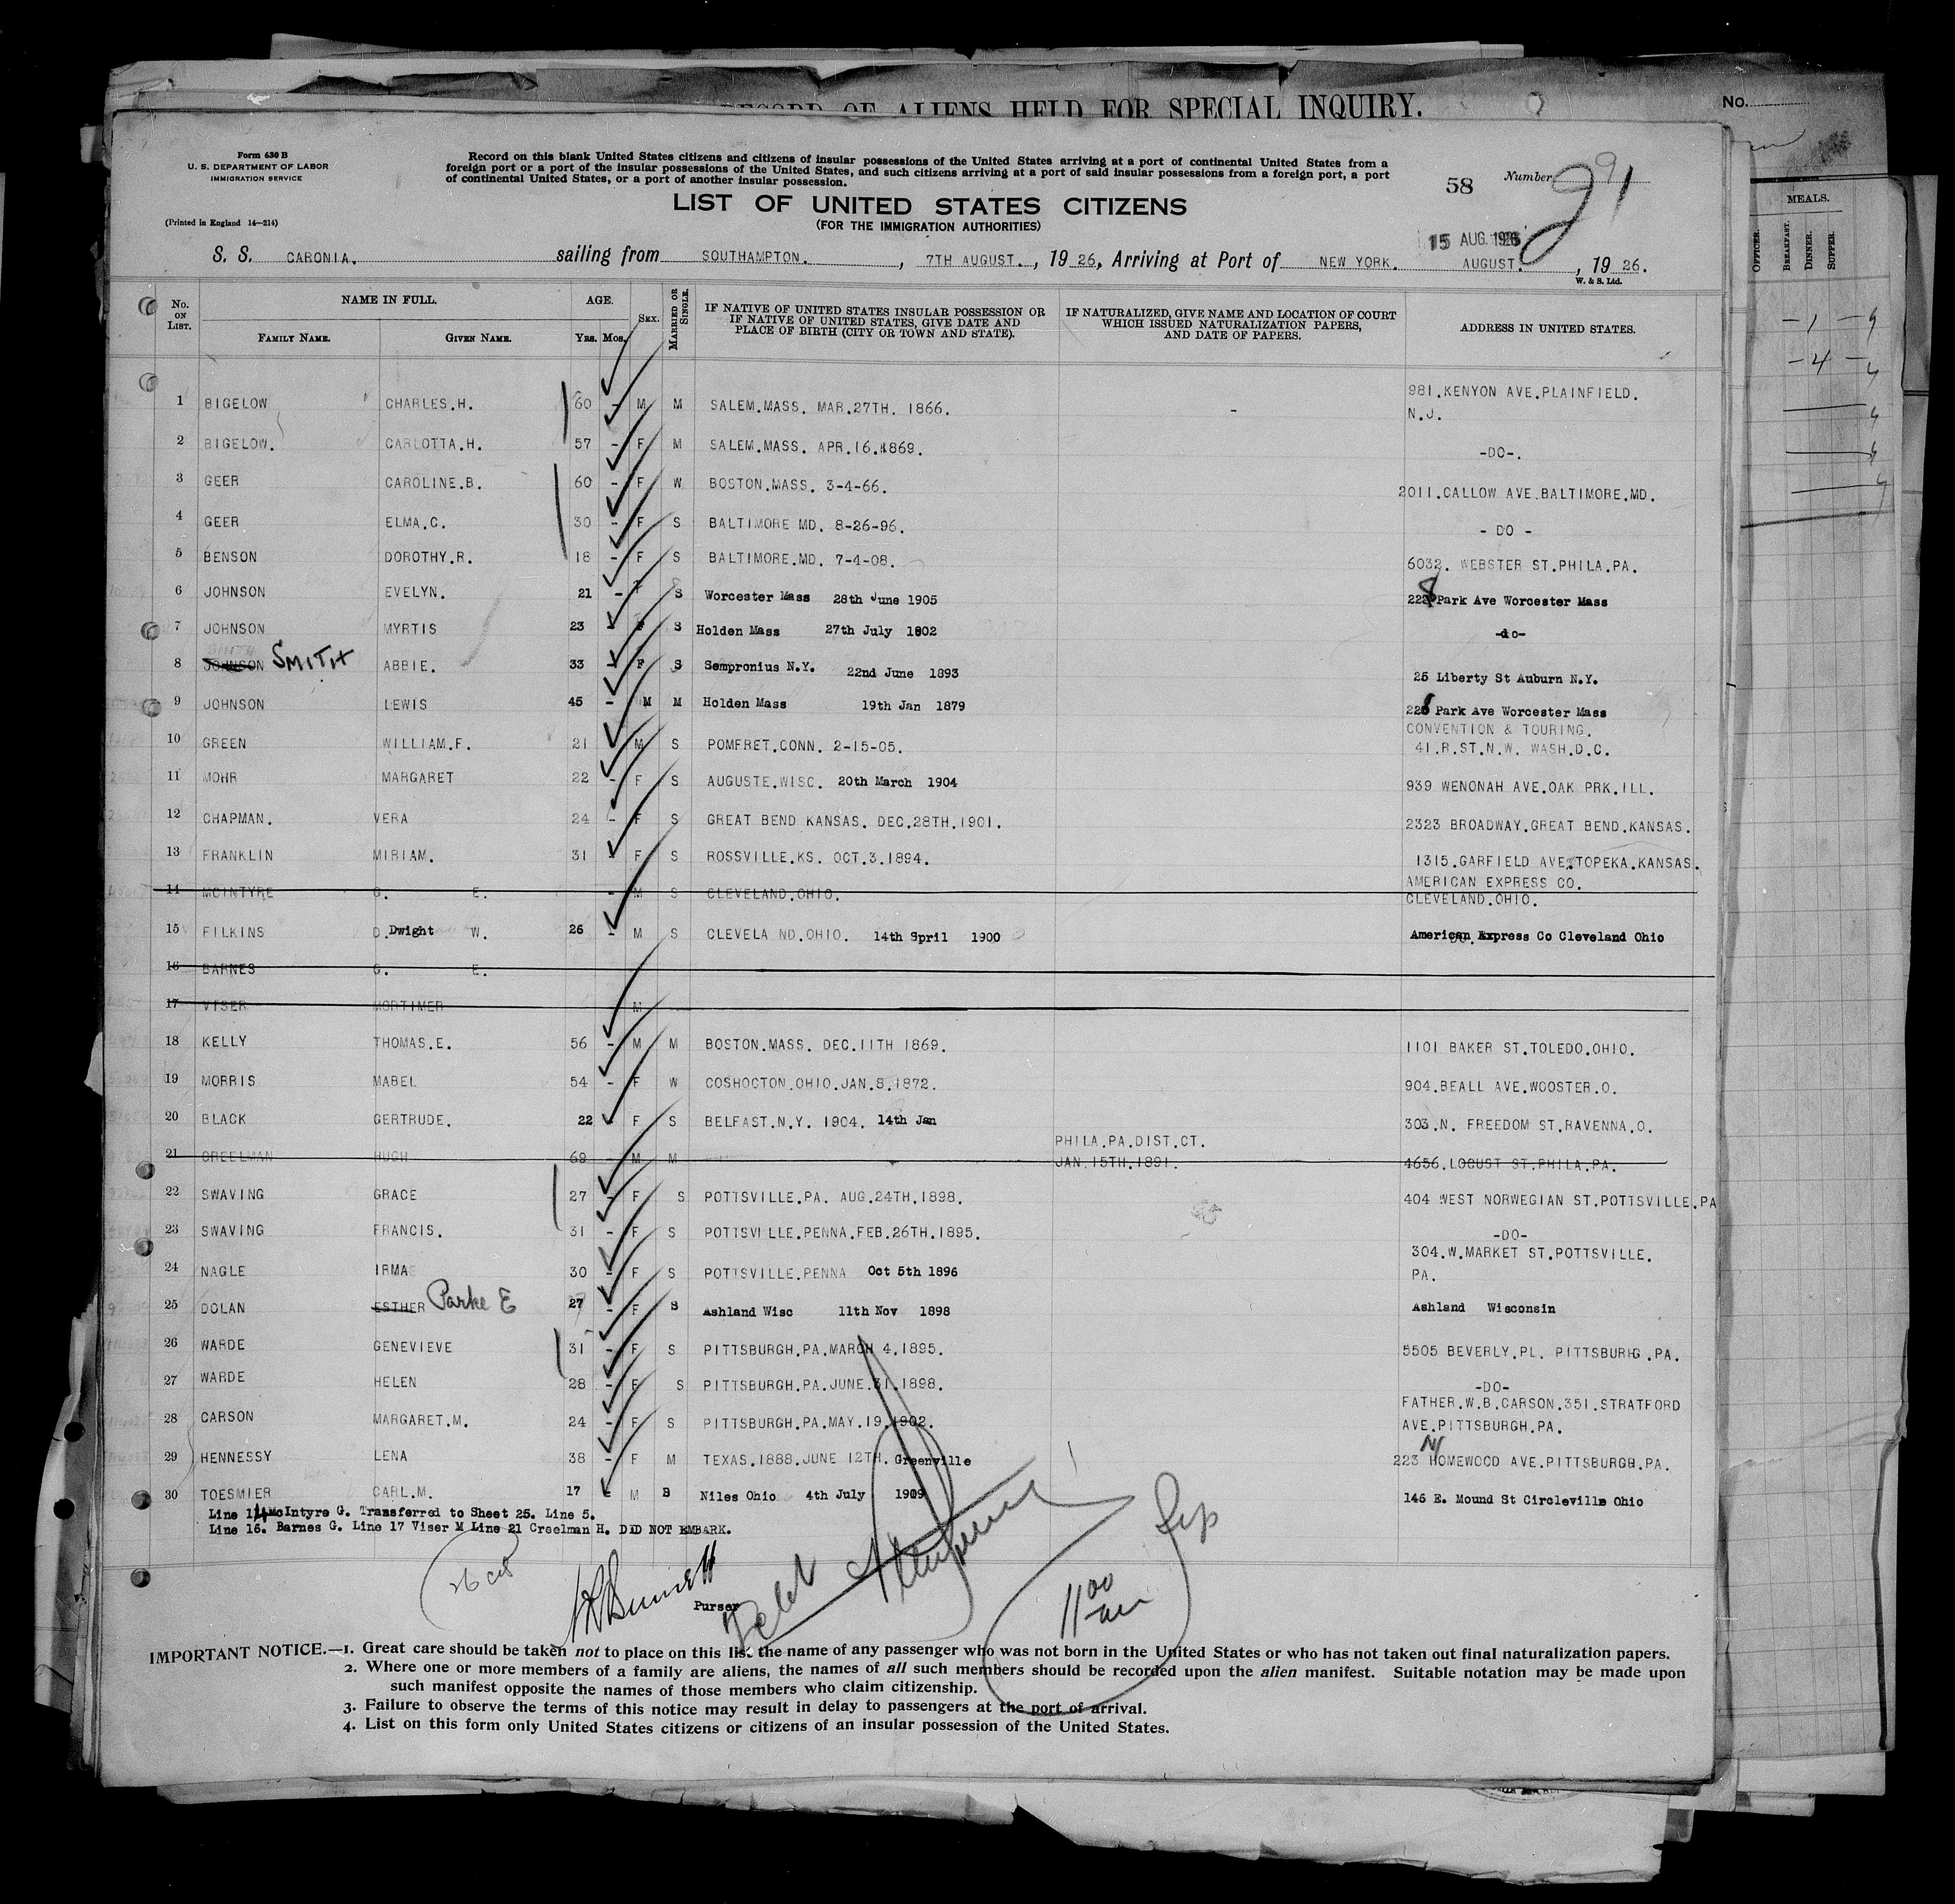 RECORD OF ALIENS HELD FOR SPECIAL INQUIRY.
No.
MEALS.
OFFICER. BREAKFAST. DINNER. SUPPER.
Form 630 B
U. S. DEPARTMENT OF LABOR
IMMIGRATION SERVICE
(Printed in England 14—214)
Record on this blank United States citizens and citizens of insular possessions of the United States arriving at a port of continental United States from a
foreign port or a port of the insular possessions of the United States, and such citizens arriving at a port of said insular possessions from a foreign port, a port
of continental United States, or a port of another insular possession.
58 Number 91
LIST OF UNITED STATES CITIZENS
(FOR THE IMMIGRATION AUTHORITIES)
15 AUG. 1926
S. S. CARONIA. sailing from SOUTHAMPTON. , 7TH AUGUST. , 19 26, Arriving at Port of NEW YORK. AUGUST. , 19 26.
W. & S. Ltd.
No. ON LIST. NAME IN FULL. FAMILY NAME. GIVEN NAME. AGE. YRS. MOS. SEX. MARRIED OR SINGLE. IF NATIVE OF UNITED STATES INSULAR POSSESSION OR IF NATIVE OF UNITED STATES, GIVE DATE AND PLACE OF BIRTH (CITY OR TOWN AND STATE). IF NATURALIZED, GIVE NAME AND LOCATION OF COURT WHICH ISSUED NATURALIZATION PAPERS, AND DATE OF PAPERS. ADDRESS IN UNITED STATES.
1 BIGELOW CHARLES.H. 60 - M M SALEM.MASS. MAR.27TH. 1866. - 981.KENYON AVE.PLAINFIELD. N.J.
2 BIGELOW. CARLOTTA.H. 57 - F M SALEM.MASS. APR.16.1869. -DO-.
3 GEER CAROLINE.B. 60 - F W BOSTON.MASS. 3-4-66. 2011.CALLOW AVE.BALTIMORE.MD.
4 GEER ELMA.C. 30 - F S BALTIMORE MD. 8-26-96. - DO -
5 BENSON DOROTHY.R. 18 - F S BALTIMORE.MD. 7-4-08. 6032. WEBSTER ST.PHILA.PA.
6 JOHNSON EVELYN. 21 - F S Worcester Mass 28th June 1905 228 Park Ave Worcester Mass
7 JOHNSON MYRTIS 23 - F S Holden Mass 27th July 1802 -do-
8 JOHNSON SMITH ABBIE. 33 - F S Sempronius N.Y. 22nd June 1893 25 Liberty St Auburn N.Y.
9 JOHNSON LEWIS 45 - M M Holden Mass 19th Jan 1879 228 Park Ave Worcester Mass
10 GREEN WILLIAM.F. 21 M S POMFRET.CONN. 2-15-05. CONVENTION & TOURING. 41.R.ST.N.W. WASH.D.C.
11 MOHR MARGARET 22 - F S AUGUSTE.WISC. 20th March 1904 939 WENONAH AVE.OAK PRK.ILL.
12 CHAPMAN. VERA 24 - F S GREAT BEND KANSAS. DEC.28TH.1901. 2323 BROADWAY.GREAT BEND.KANSAS.
13 FRANKLIN MIRIAM. 31 - F S ROSSVILLE.KS. OCT.3.1894. 1315.GARFIELD AVE.TOPEKA.KANSAS.
14 MCINTYRE G. E. - M S CLEVELAND.OHIO. AMERICAN EXPRESS CO. CLEVELAND.OHIO.
15 FILKINS D.Dwight W. 26 - M S CLEVELA ND.OHIO. 14th Spril 1900 American Express Co Cleveland Ohio
16 BARNES G. E.
17 VISER MORTIMER M
18 KELLY THOMAS.E. 56 - M M BOSTON.MASS. DEC.11TH 1869. 1101 BAKER ST.TOLEDO.OHIO.
19 MORRIS MABEL 54 - F W COSHOCTON.OHIO.JAN.8.1872. 904.BEALL AVE.WOOSTER.O.
20 BLACK GERTRUDE. 22 F S BELFAST.N.Y. 1904. 14th Jan 303.N. FREEDOM ST.RAVENNA.O.
21 CREELMAN HUGH 69 - M M PHILA.PA.DIST.CT. JAN.15TH.1891. 4656.LOCUST ST.PHILA.PA.
22 SWAVING GRACE 27 - F S POTTSVILLE.PA. AUG.24TH.1898. 404 WEST NORWEGIAN ST.POTTSVILLE.PA
23 SWAVING FRANCIS. 31 - F S POTTSVILLE.PENNA.FEB.26TH.1895. -DO-
24 NAGLE IRMA 30 - F S POTTSVILLE.PENNA Oct 5th 1896 304.W.MARKET ST.POTTSVILLE. PA.
25 DOLAN ESTHER Parke E 27 - F S Ashland Wisc 11th Nov 1898 Ashland Wisconsin
26 WARDE GENEVIEVE 31 - F S PITTSBURGH.PA.MARCH 4.1895. 5505 BEVERLY.PL. PITTSBURHG.PA.
27 WARDE HELEN 28 - F S PITTSBURGH.PA.JUNE.31.1898. -DO-
28 CARSON MARGARET.M. 24 - F S PITTSBURGH.PA.MAY.19.1902. FATHER.W.B.CARSON.351.STRATFORD AVE.PITTSBURGH.PA.
29 HENNESSY LENA 38 - F M TEXAS.1888.JUNE 12TH. Greenville 223 N HOMEWOOD AVE.PITTSBURGH.PA.
30 TOESMIER CARL.M. 17 - M S Niles Ohio 4th July 1909 146 E. Mound St Circleville Ohio
Line 14 McIntyre G. Transferred to Sheet 25. Line 5.
Line 16. Barnes G. Line 17 Viser M Line 21 Creelman H. DID NOT EMBARK.
26
Purser
11 00 am
IMPORTANT NOTICE.—1. Great care should be taken not to place on this list the name of any passenger who was not born in the United States or who has not taken out final naturalization papers.
2. Where one or more members of a family are aliens, the names of all such members should be recorded upon the alien manifest. Suitable notation may be made upon
such manifest opposite the names of those members who claim citizenship.
3. Failure to observe the terms of this notice may result in delay to passengers at the port of arrival.
4. List on this form only United States citizens or citizens of an insular possession of the United States.